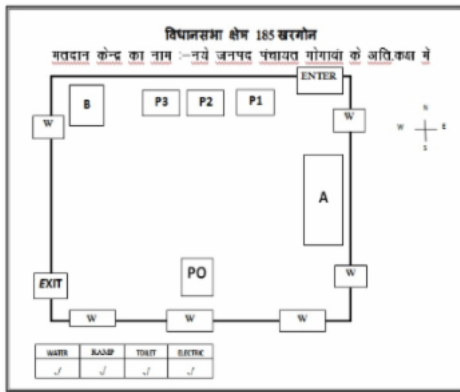 विधानसभा क्षेत्र 185 खरगोन
मतदान केन्द्र का नाम :–नये जनपद पंचायत गोगावां के अति.कक्ष में
ENTER
B P3 P2 P1
W W
N
W E
S
A
PO
EXIT W
W W W
WATER RAMP TOILET ELECTRIC
√ √ √ √